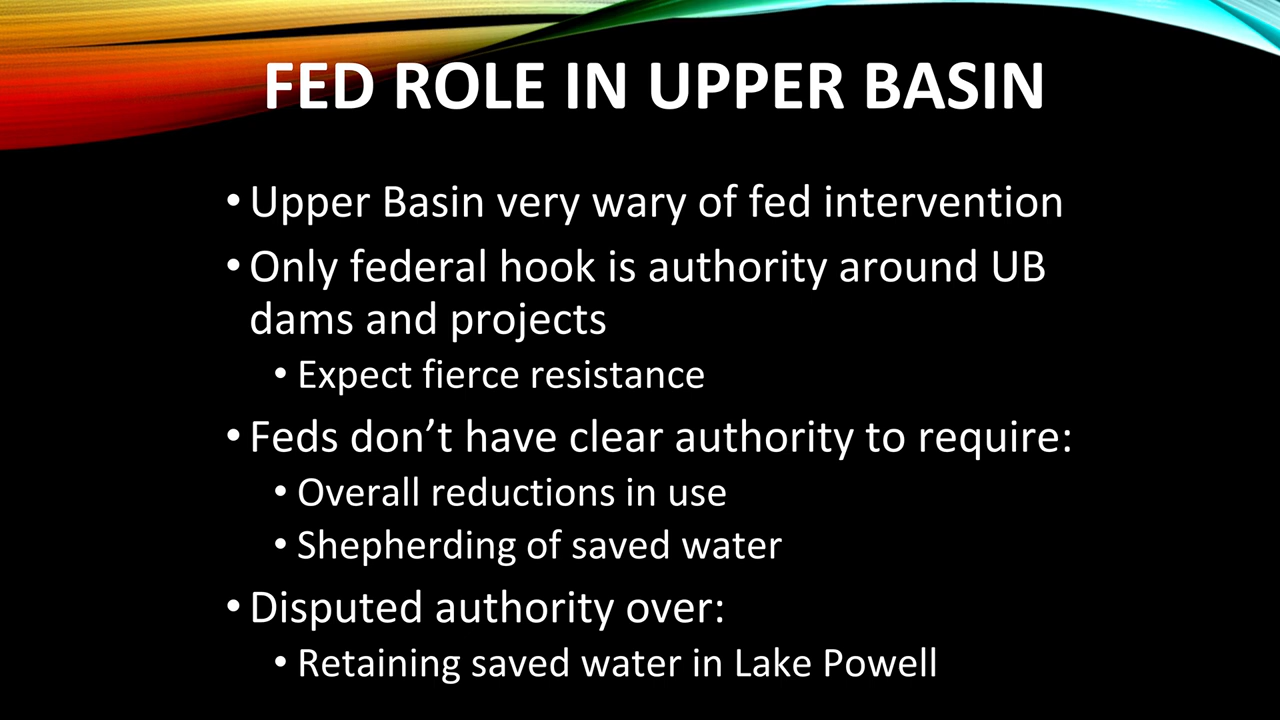 FED ROLE IN UPPER BASIN
• Upper Basin very wary of fed intervention
• Only federal hook is authority around UB
dams and projects
• Expect fierce resistance
• Feds don’t have clear authority to require:
• Overall reductions in use
• Shepherding of saved water
• Disputed authority over:
• Retaining saved water in Lake Powell